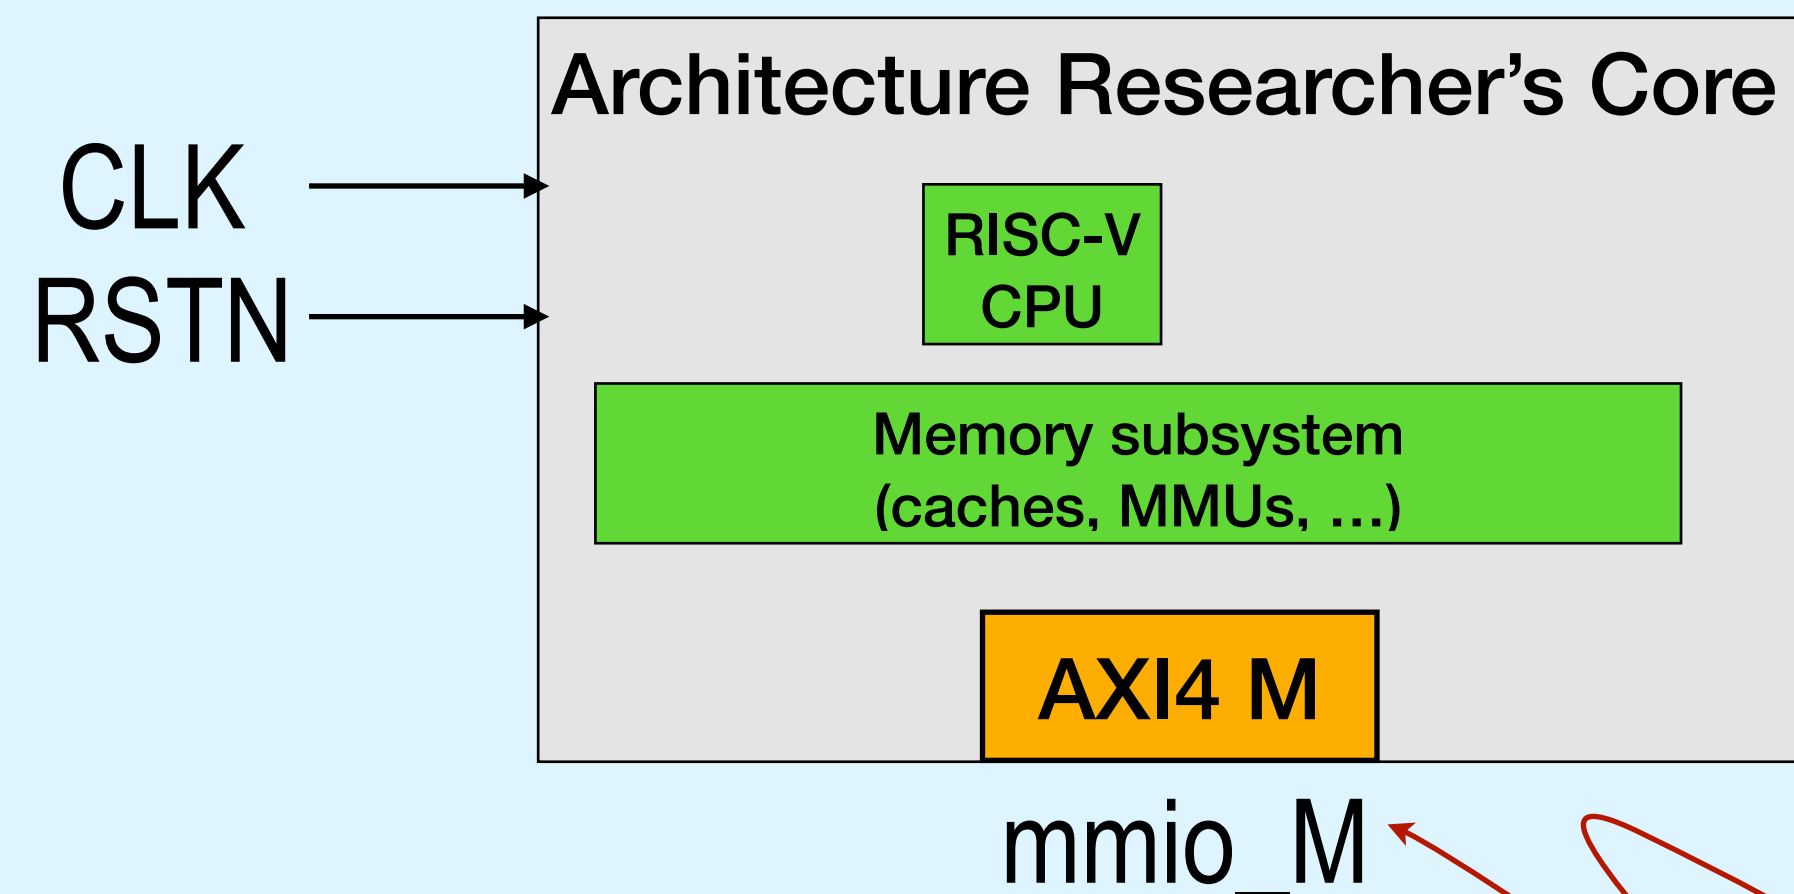 Architecture Researcher’s Core
CLK
RSTN
RISC-V
CPU
Memory subsystem
(caches, MMUs, …)
AXI4 M
mmio_M